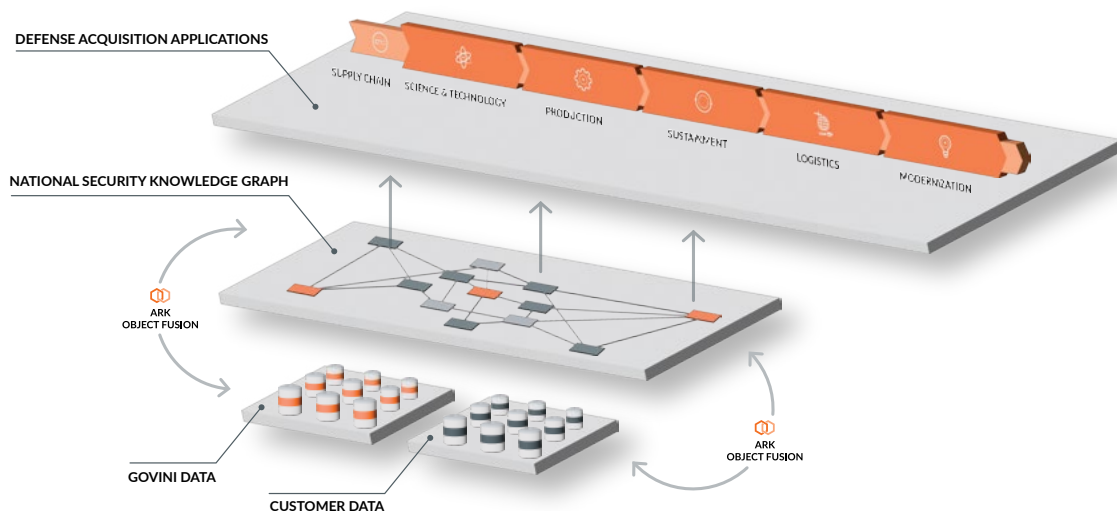 DEFENSE ACQUISITION APPLICATIONS
SUPPLY CHAIN
SCIENCE & TECHNOLOGY
PRODUCTION
SUSTAINMENT
LOGISTICS
MODERNIZATION
NATIONAL SECURITY KNOWLEDGE GRAPH
ARK
OBJECT FUSION
ARK
OBJECT FUSION
GOVINI DATA
CUSTOMER DATA